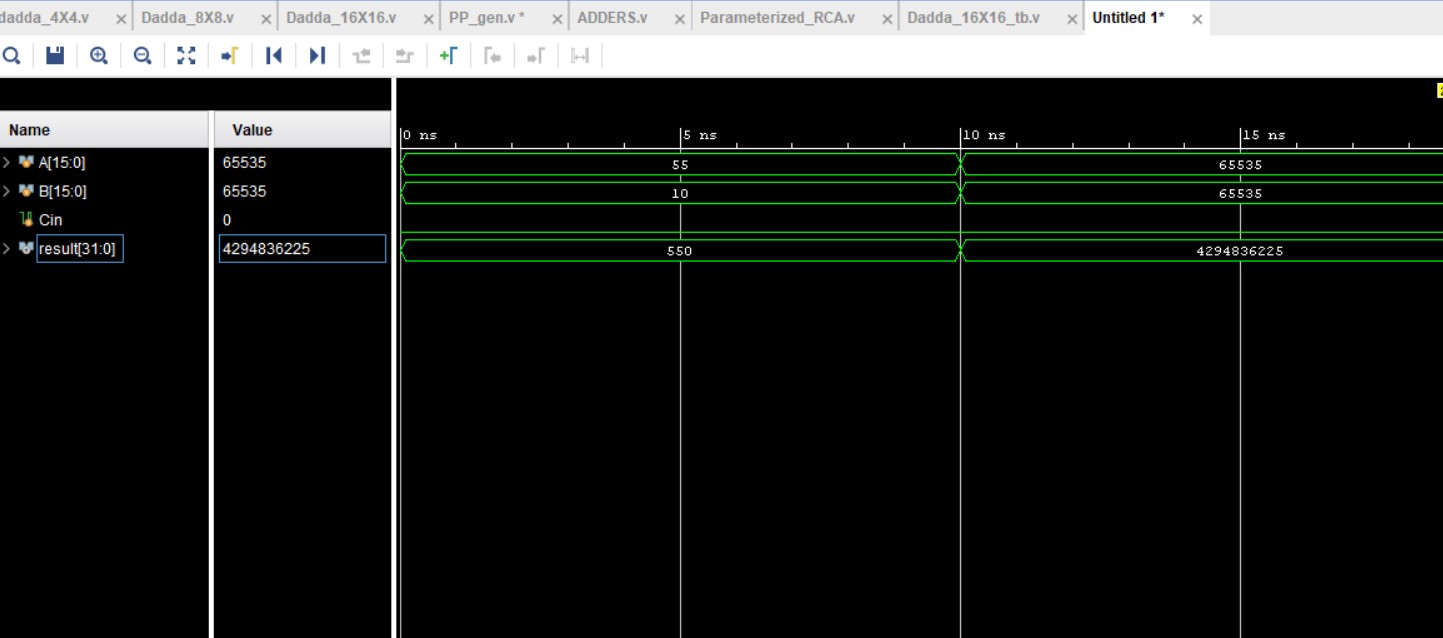 dadda_4X4.v Dadda_8X8.v Dadda_16X16.v PP_gen.v * ADDERS.v Parameterized_RCA.v Dadda_16X16_tb.v Untitled 1*
Name Value 0 ns 5 ns 10 ns 15 ns
A[15:0] 65535 55 65535
B[15:0] 65535 10 65535
Cin 0
result[31:0] 4294836225 550 4294836225